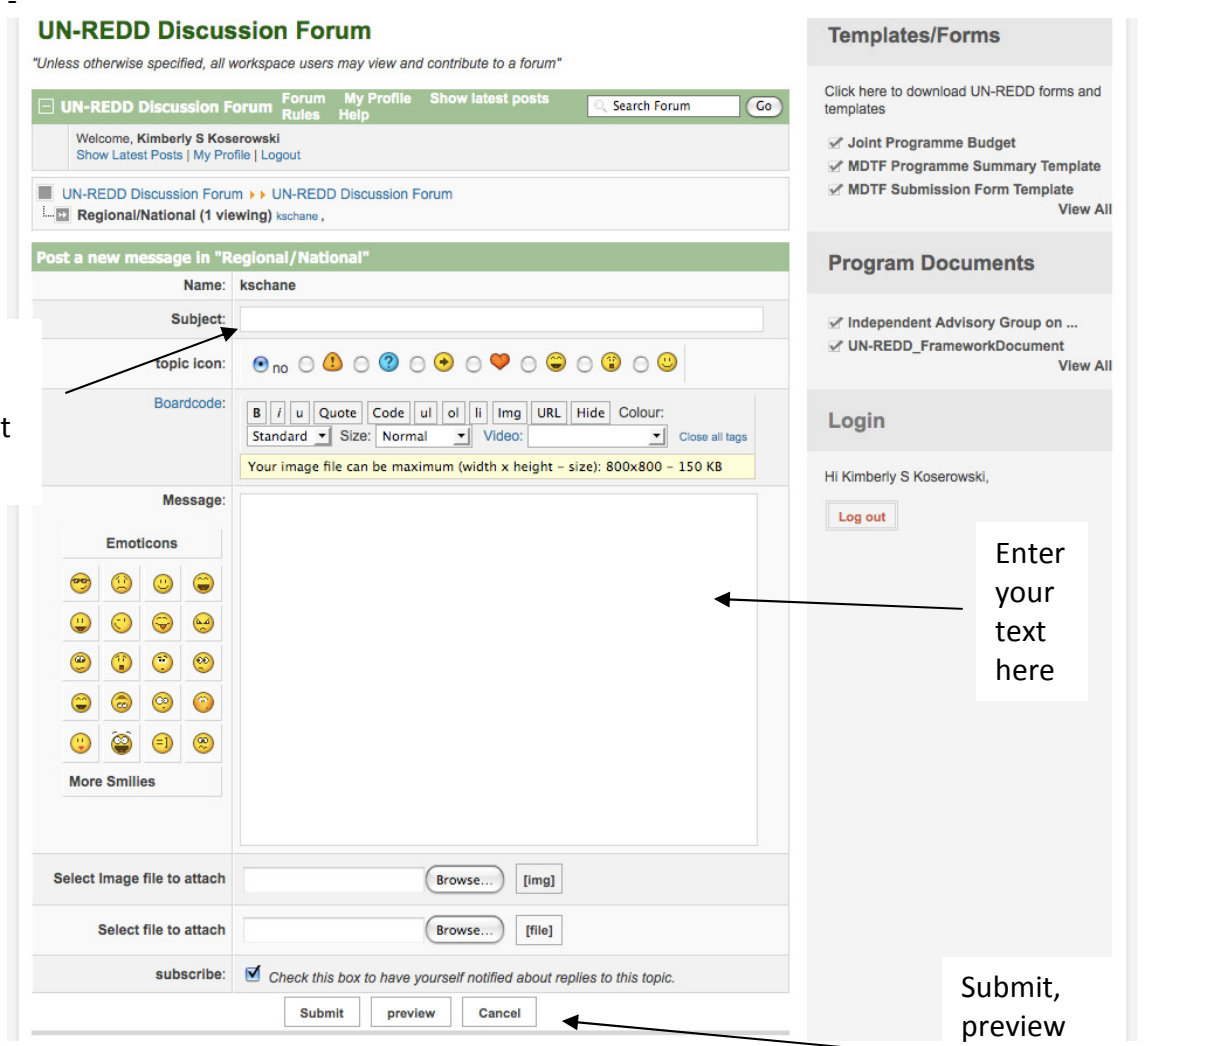 UN-REDD Discussion Forum
"Unless otherwise specified, all workspace users may view and contribute to a forum"
UN-REDD Discussion Forum Forum Rules My Profile Help Show latest posts Search Forum Go
Welcome, Kimberly S Koserowski
Show Latest Posts | My Profile | Logout
UN-REDD Discussion Forum UN-REDD Discussion Forum
Regional/National (1 viewing) kschane ,
Post a new message in "Regional/National"
Name: kschane
Subject:
topic icon: no
Boardcode: B i u Quote Code ul ol li Img URL Hide Colour:
Standard Size: Normal Video: Close all tags
Your image file can be maximum (width x height – size): 800x800 – 150 KB
Message:
Emoticons
More Smilies
Select Image file to attach Browse... [img]
Select file to attach Browse... [file]
subscribe: Check this box to have yourself notified about replies to this topic.
Submit preview Cancel
Templates/Forms
Click here to download UN-REDD forms and
templates
Joint Programme Budget
MDTF Programme Summary Template
MDTF Submission Form Template
View All
Program Documents
Independent Advisory Group on ...
UN-REDD_FrameworkDocument
View All
Login
Hi Kimberly S Koserowski,
Log out
t
Enter
your
text
here
Submit,
preview